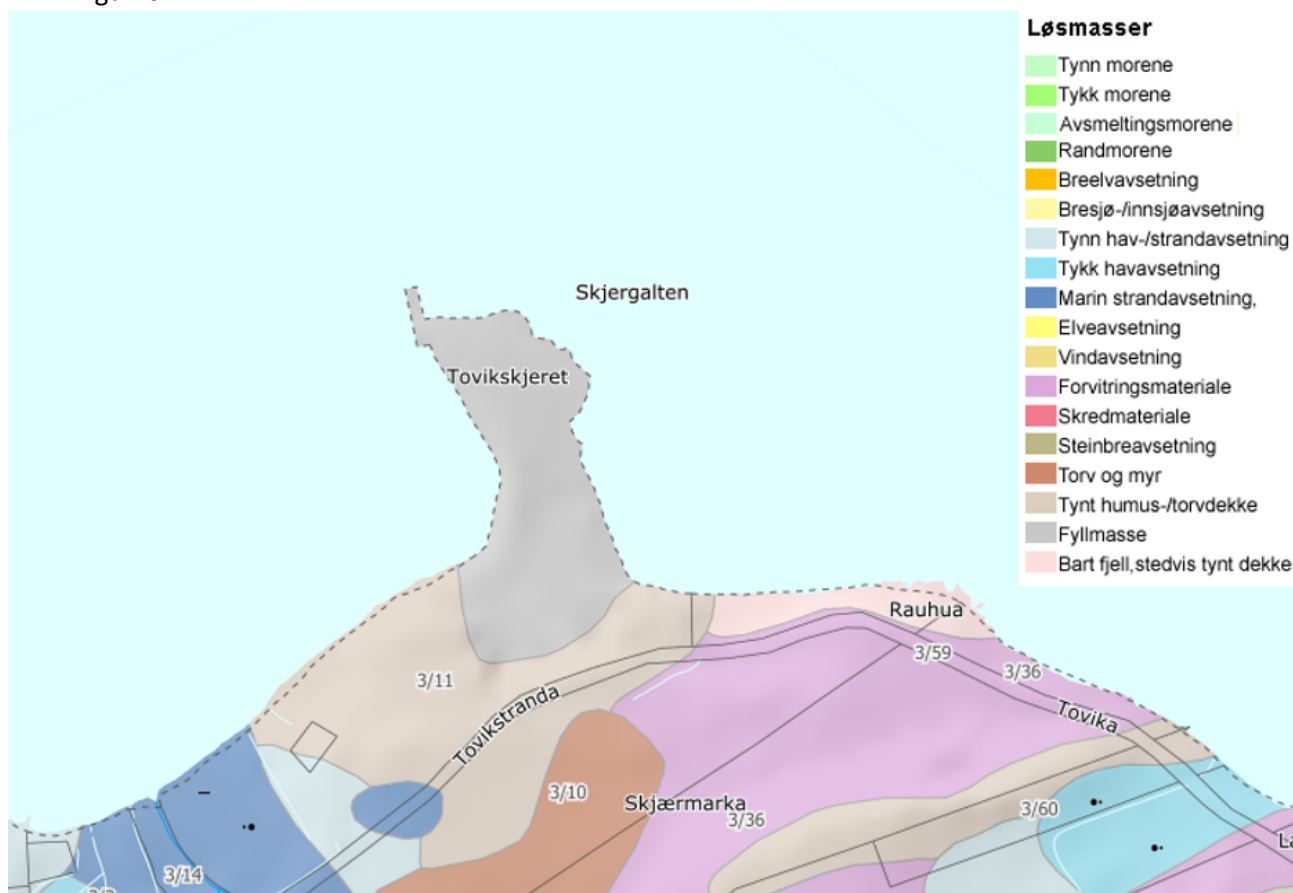 Løsmasser
Tynn morene
Tykk morene
Avsmeltingsmorene
Randmorene
Breelvavsetning
Bresjø-/innsjøavsetning
Tynn hav-/strandavsetning
Tykk havavsetning
Marin strandavsetning,
Elveavsetning
Vindavsetning
Forvitringsmateriale
Skredmateriale
Steinbreavsetning
Torv og myr
Tynt humus-/torvdekke
Fyllmasse
Bart fjell,stedvis tynt dekke
Skjergalten
Tovikskjeret
Rauhua
3/59
3/36
3/11
Tovikstranda
Tovika
3/10
Skjærmarka
3/36
3/60
3/14